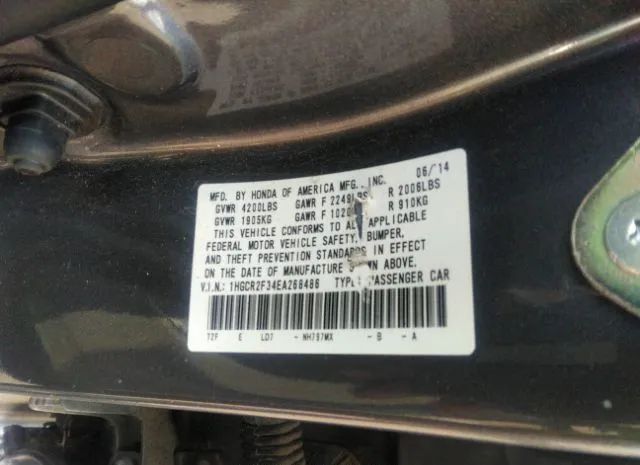 MFD. BY HONDA OF AMERICA MFG., INC. 06/14
GVWR 4200LBS GAWR F 2249LBS R 2006LBS
GVWR 1905KG GAWR F 1020 R 910KG
THIS VEHICLE CONFORMS TO ALL APPLICABLE
FEDERAL MOTOR VEHICLE SAFETY, BUMPER,
AND THEFT PREVENTION STANDARDS IN EFFECT
ON THE DATE OF MANUFACTURE SHOWN ABOVE.
V.I.N.: 1HGCR2F34EA266486 TYPE: PASSENGER CAR
T2F E LD7 -NH797MX -B -A